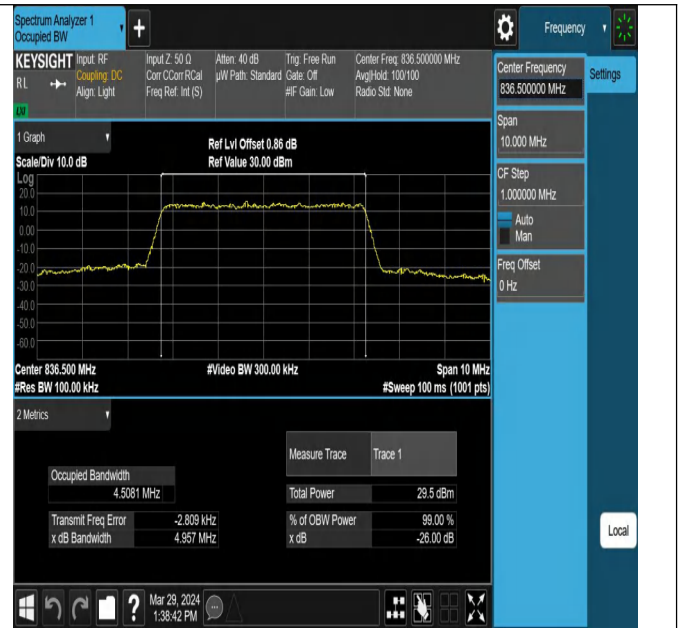 Spectrum Analyzer 1
Occupied BW
Frequency
KEYSIGHT
RL
Input: RF
Coupling: DC
Align: Light
Input Z: 50 Ω
Corr CCorr RCal
Freq Ref: Int (S)
Atten: 40 dB
µW Path: Standard
Trig: Free Run
Gate: Off
#IF Gain: Low
Center Freq: 836.500000 MHz
Avg|Hold: 100/100
Radio Std: None
Center Frequency
836.500000 MHz
Settings
Span
10.000 MHz
CF Step
1.000000 MHz
Auto
Man
Freq Offset
0 Hz
1 Graph
Scale/Div 10.0 dB
Ref Lvl Offset 0.86 dB
Ref Value 30.00 dBm
Log
20.0
10.0
0.00
-10.0
-20.0
-30.0
-40.0
-50.0
-60.0
Center 836.500 MHz
#Video BW 300.00 kHz
Span 10 MHz
#Res BW 100.00 kHz
#Sweep 100 ms (1001 pts)
2 Metrics
Measure Trace
Trace 1
Occupied Bandwidth
4.5081 MHz
Total Power
29.5 dBm
Transmit Freq Error
-2.809 kHz
% of OBW Power
99.00 %
x dB Bandwidth
4.957 MHz
x dB
-26.00 dB
Local
?
Mar 29, 2024
1:38:42 PM